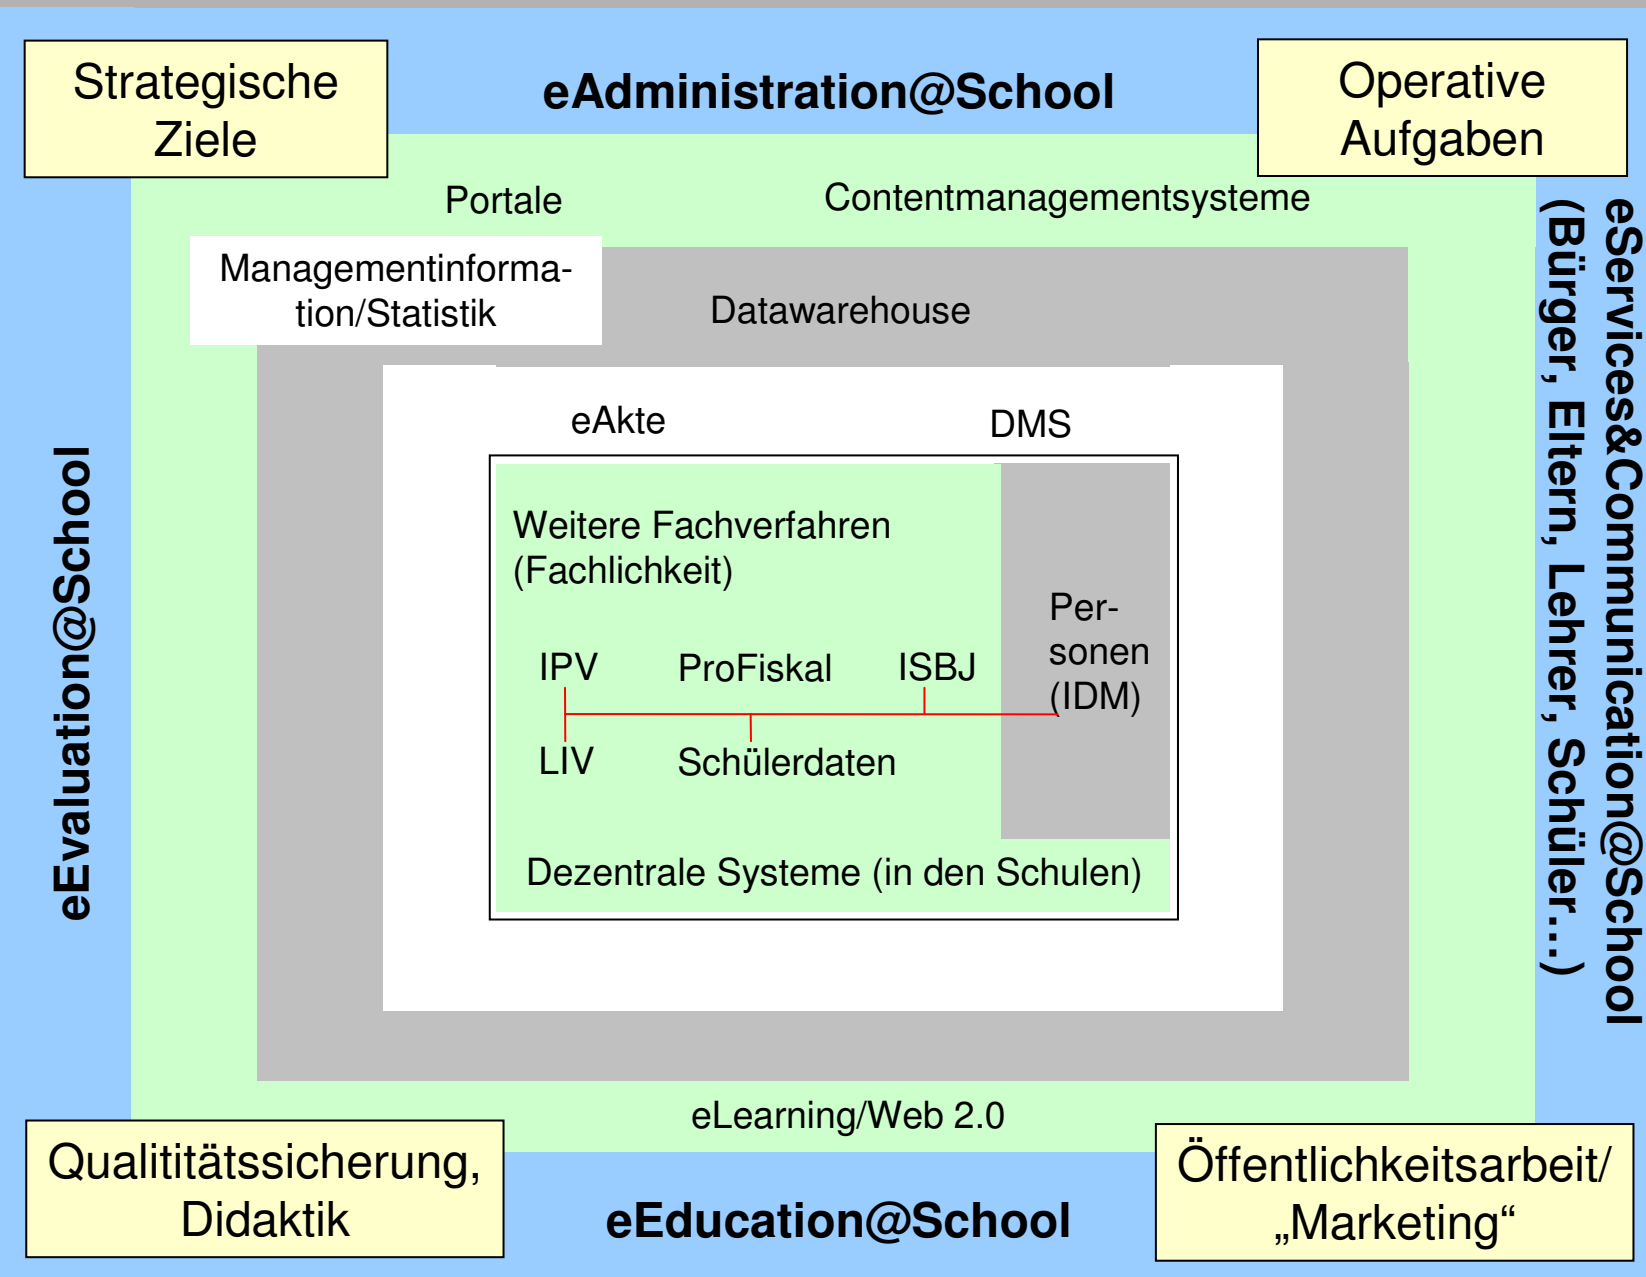 Strategische
Ziele
eAdministration@School
Operative
Aufgaben
Portale
Contentmanagementsysteme
Managementinforma-
tion/Statistik
Datawarehouse
eAkte
DMS
Weitere Fachverfahren
(Fachlichkeit)
Per-
sonen
(IDM)
IPV
ProFiskal
ISBJ
LIV
Schülerdaten
Dezentrale Systeme (in den Schulen)
eEvaluation@School
eServices&Communication@School
(Bürger, Eltern, Lehrer, Schüler…)
eLearning/Web 2.0
Qualititätssicherung,
Didaktik
eEducation@School
Öffentlichkeitsarbeit/
„Marketing“